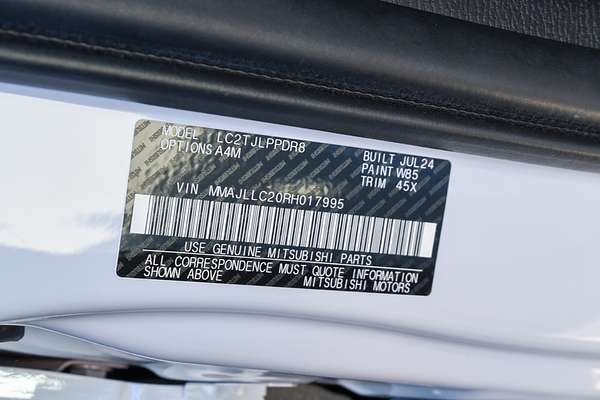 MODEL LC2TJLPPDR8
OPTIONS A4M
BUILT JUL24
PAINT W85
TRIM 45X
VIN MMAJLLC20RH017995
USE GENUINE MITSUBISHI PARTS
ALL CORRESPONDENCE MUST QUOTE INFORMATION
SHOWN ABOVE MITSUBISHI MOTORS